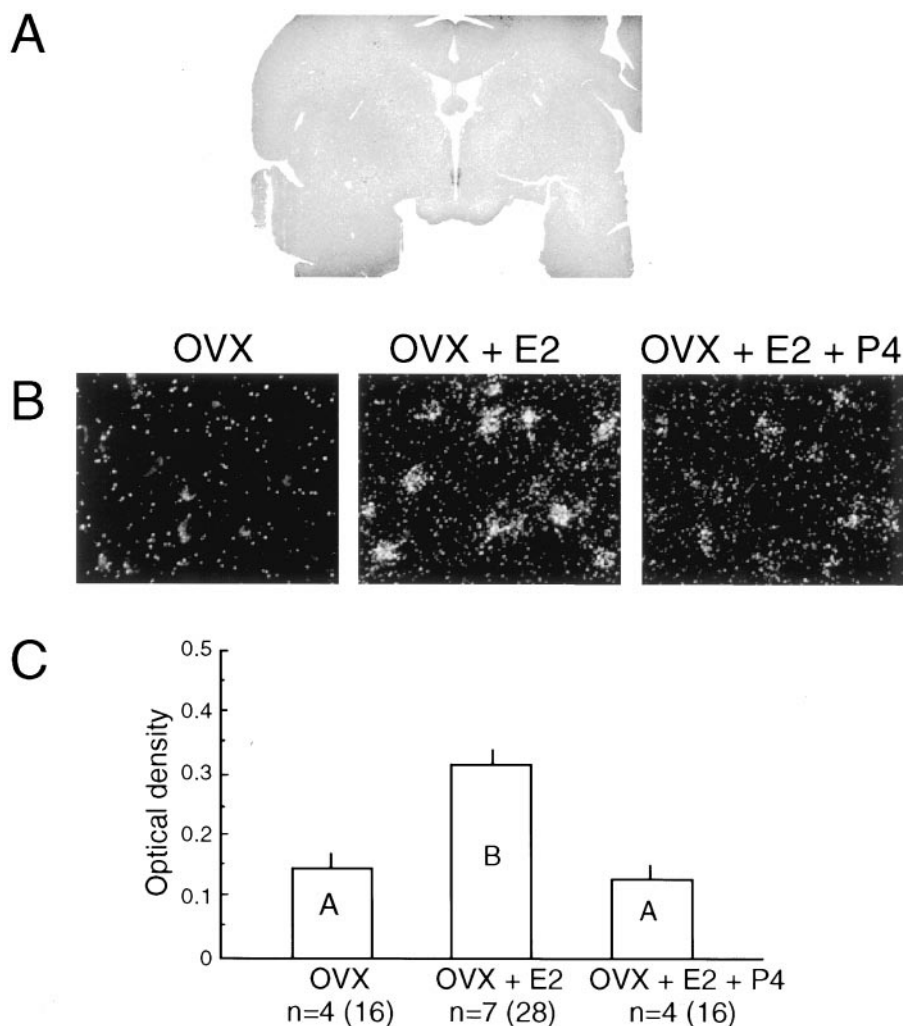 A
OVX OVX + E2 OVX + E2 + P4
B
C
0.5
0.4
0.3
0.2
0.1
0
Optical density
A B A
OVX OVX + E2 OVX + E2 + P4
n=4 (16) n=7 (28) n=4 (16)